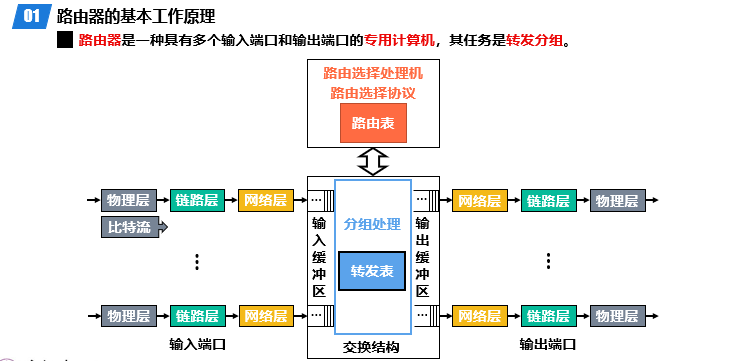 01 路由器的基本工作原理
路由器是一种具有多个输入端口和输出端口的专用计算机，其任务是转发分组。
路由选择处理机
路由选择协议
路由表
物理层 链路层 网络层 … … 网络层 链路层 物理层
比特流
输入缓冲区
分组处理
转发表
输出缓冲区
⋮ ⋮
物理层 链路层 网络层 … … 网络层 链路层 物理层
输入端口 交换结构 输出端口